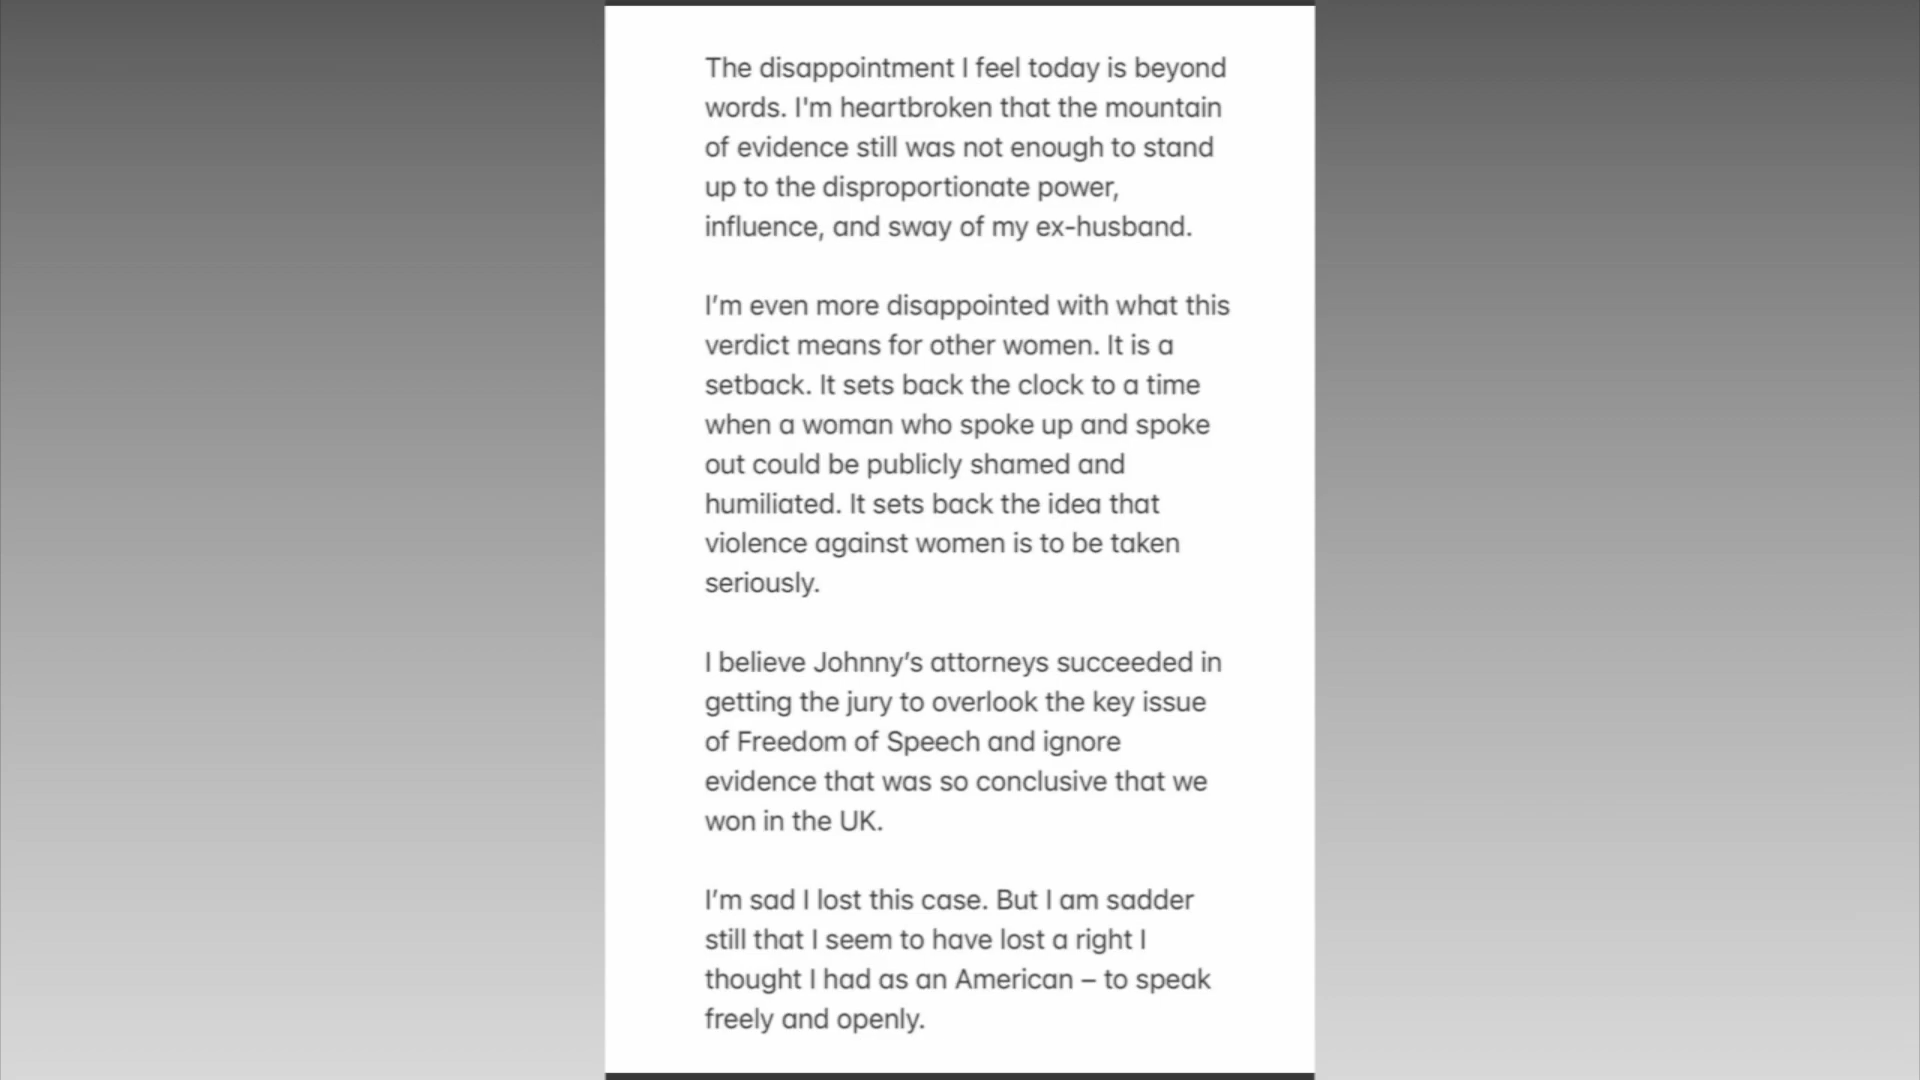 The disappointment I feel today is beyond
words. I'm heartbroken that the mountain
of evidence still was not enough to stand
up to the disproportionate power,
influence, and sway of my ex-husband.
I’m even more disappointed with what this
verdict means for other women. It is a
setback. It sets back the clock to a time
when a woman who spoke up and spoke
out could be publicly shamed and
humiliated. It sets back the idea that
violence against women is to be taken
seriously.
I believe Johnny’s attorneys succeeded in
getting the jury to overlook the key issue
of Freedom of Speech and ignore
evidence that was so conclusive that we
won in the UK.
I’m sad I lost this case. But I am sadder
still that I seem to have lost a right I
thought I had as an American – to speak
freely and openly.